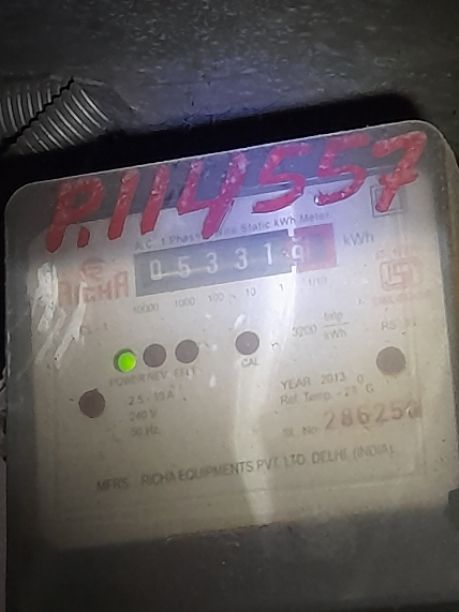 P.114557
A.C. 1 Phase Static kWh Meter
RICHA
05331 kWh
10000 1000 100 10 1 1/10
3200 Imp/kWh
CAL
POWER REV. E/L
2.5 - 10 A
240 V
50 Hz.
YEAR 2013
Ref. Temp.
SL. No.
MFRS. RICHA EQUIPMENTS PVT. LTD. DELHI, (INDIA)